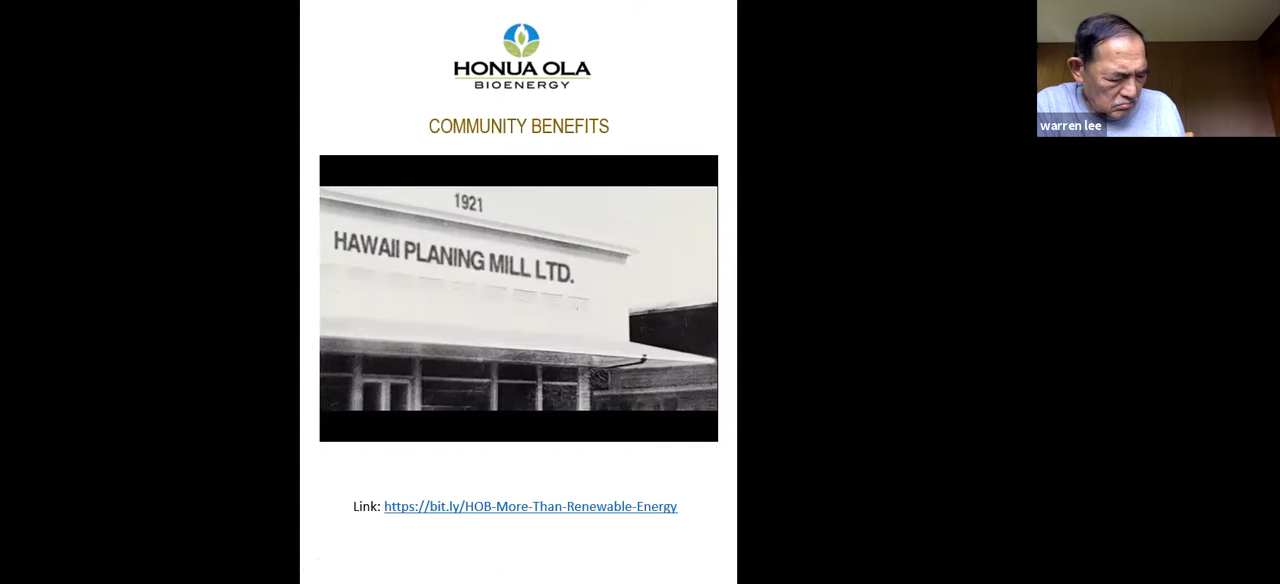 HONUA OLA
BIOENERGY
COMMUNITY BENEFITS
1921
HAWAII PLANING MILL LTD.
Link: https://bit.ly/HOB-More-Than-Renewable-Energy
warren lee